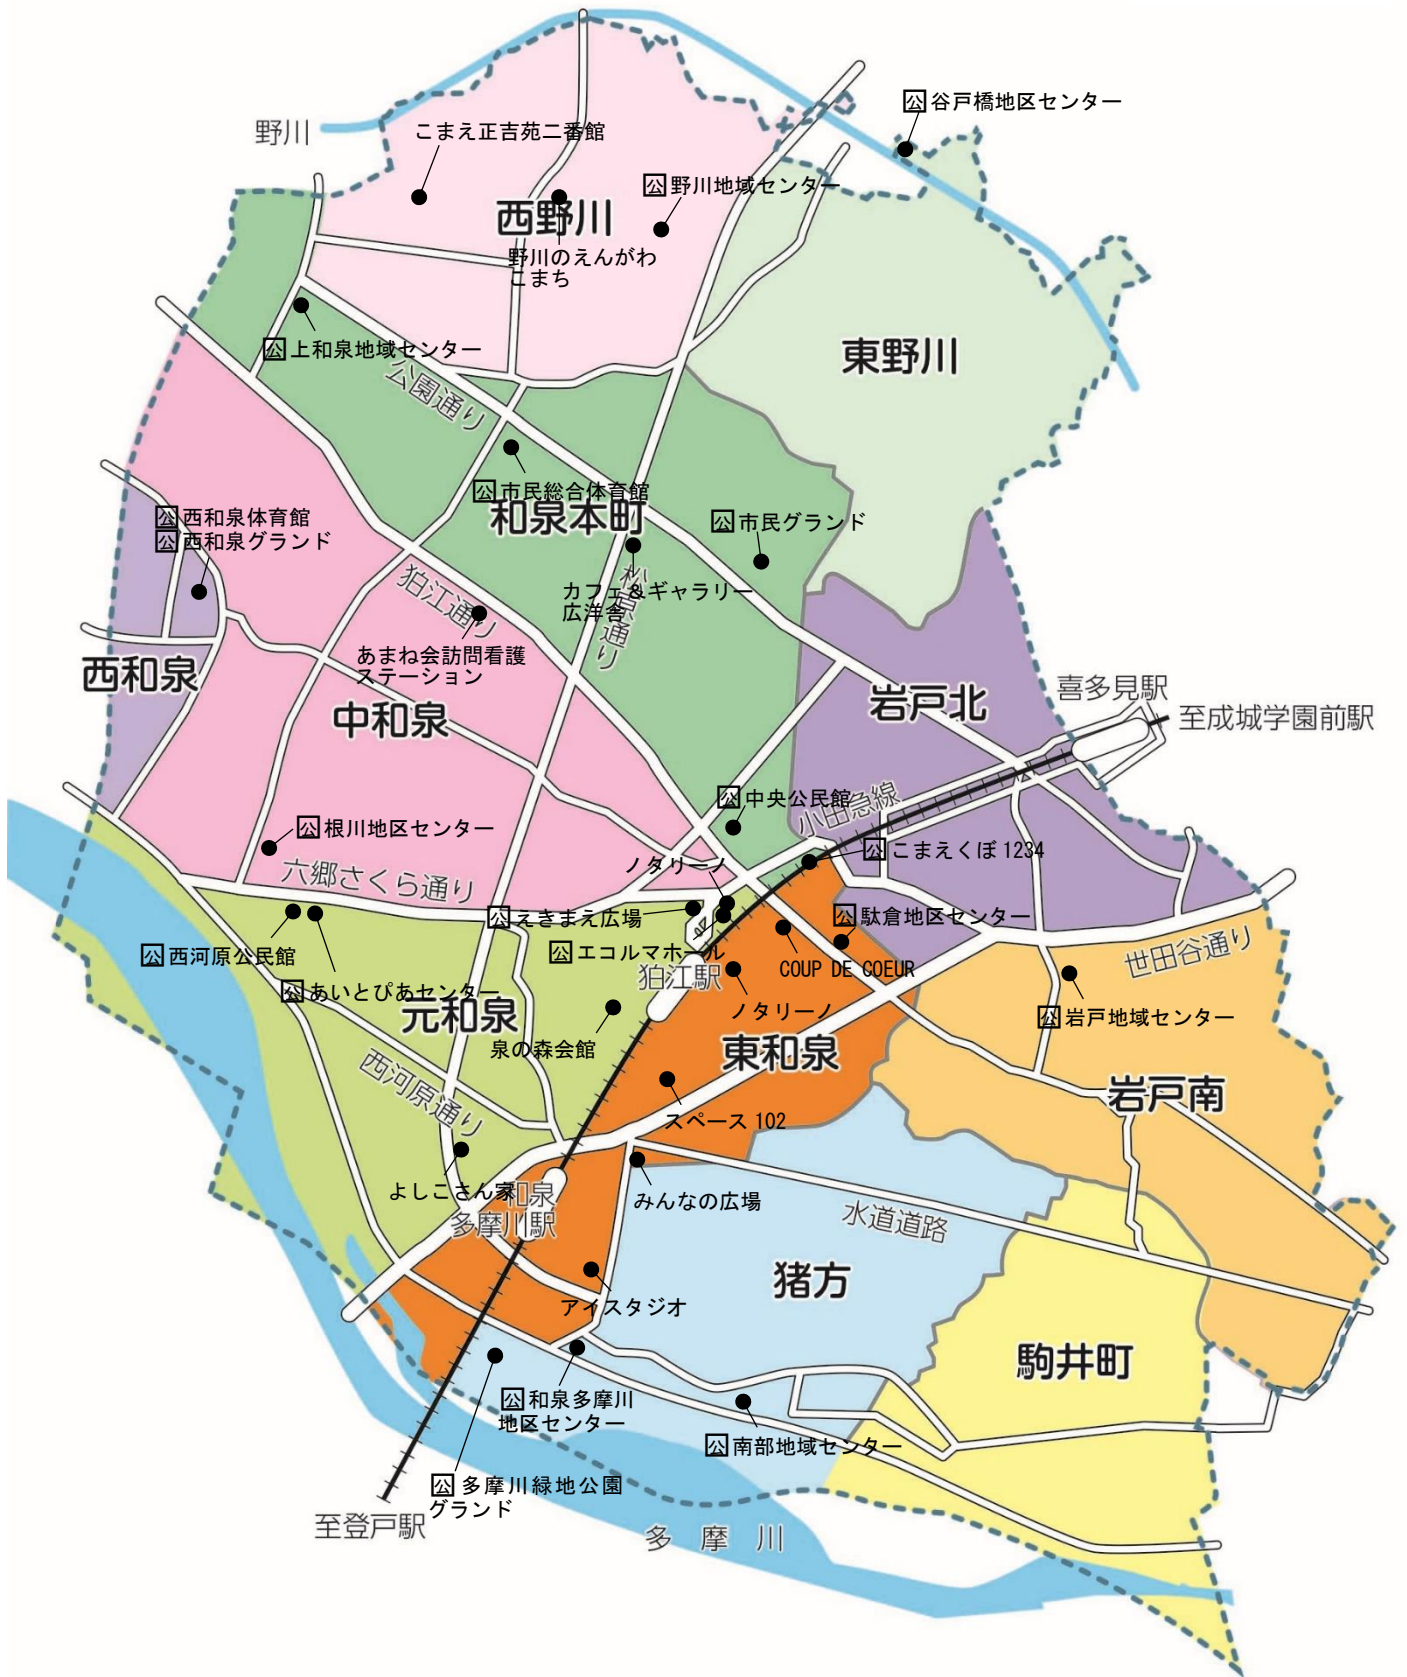 公 谷戸橋地区センター
野川
こまえ正吉苑二番館
公 野川地域センター
西野川
野川のえんがわ
こまち
公 上和泉地域センター
東野川
公園通り
公 市民総合体育館
和泉本町
公 西和泉体育館
公 西和泉グランド
公 市民グランド
狛江通り
カフェ&ギャラリー
広洋舎
松原通り
あまね会訪問看護
ステーション
西和泉
中和泉
岩戸北
喜多見駅
至成城学園前駅
公 中央公民館
小田急線
公 根川地区センター
公 こまえくぼ 1234
六郷さくら通り
ノタリーノ
公 えきまえ広場
公 駄倉地区センター
公 西河原公民館
公 エコルマホール
狛江駅
COUP DE COEUR
世田谷通り
公 あいとぴあセンター
元和泉
ノタリーノ
公 岩戸地域センター
泉の森会館
東和泉
西河原通り
岩戸南
スペース 102
よしこさん家
和泉
多摩川駅
みんなの広場
水道道路
猪方
アイスタジオ
駒井町
公 和泉多摩川
地区センター
公 南部地域センター
公 多摩川緑地公園
グランド
至登戸駅
多摩川